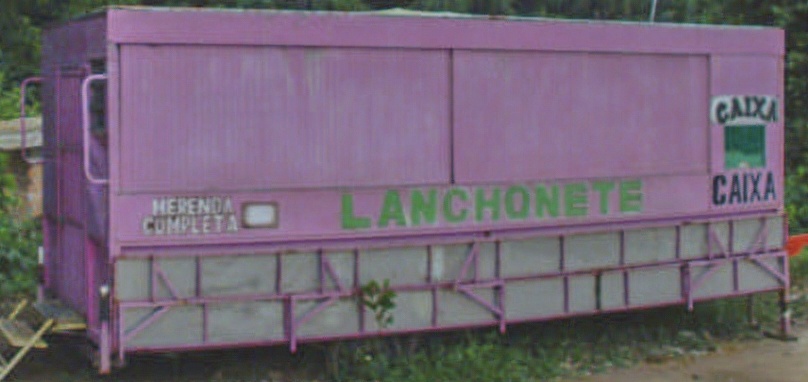 MERENDA
COMPLETA
LANCHONETE
CAIXA
CAIXA